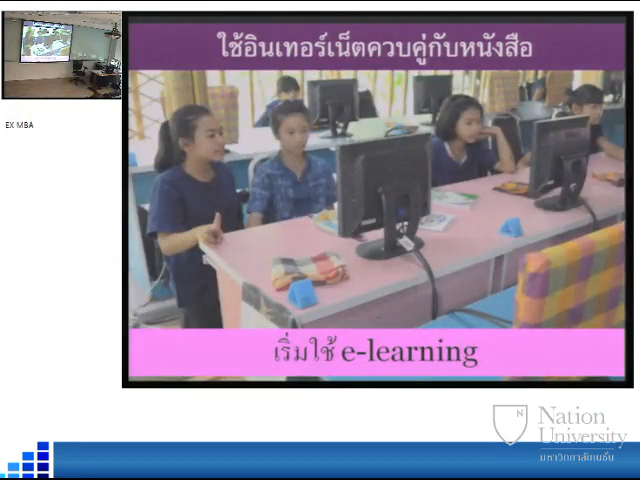 ใช้อินเทอร์เน็ตควบคู่กับหนังสือ
EX MBA
เริ่มใช้ e-learning
N
Nation
University
มหาวิทยาลัยเนชั่น